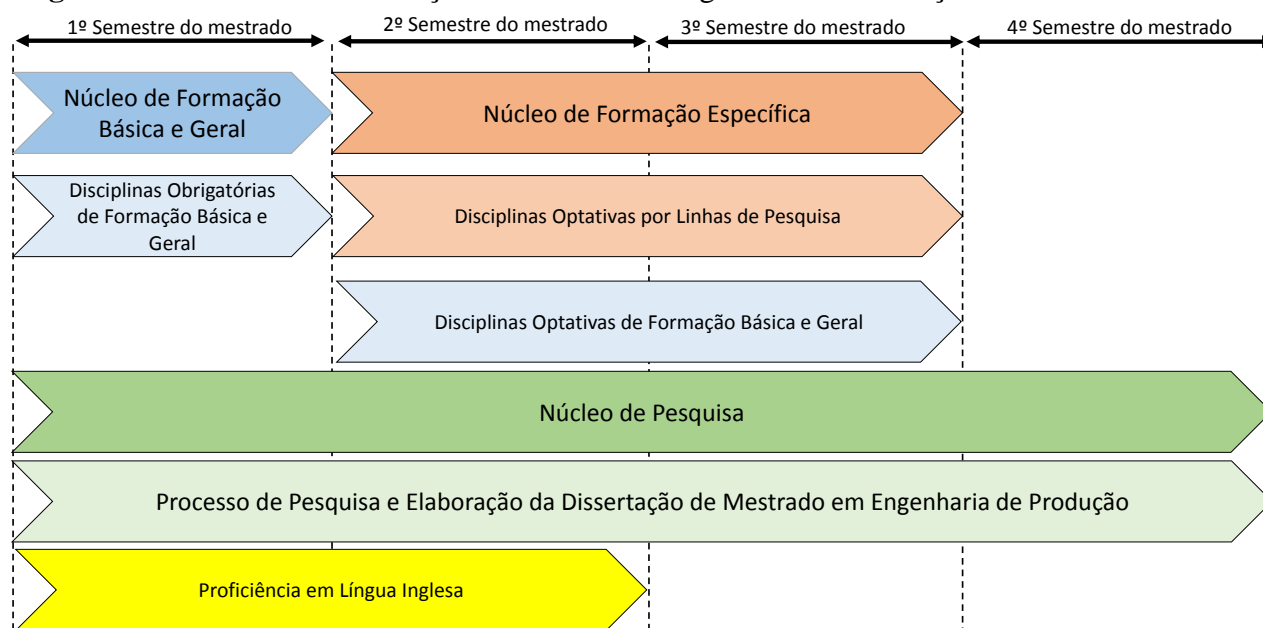 1º Semestre do mestrado
2º Semestre do mestrado
3º Semestre do mestrado
4º Semestre do mestrado
Núcleo de Formação
Básica e Geral
Núcleo de Formação Específica
Disciplinas Obrigatórias
de Formação Básica e
Geral
Disciplinas Optativas por Linhas de Pesquisa
Disciplinas Optativas de Formação Básica e Geral
Núcleo de Pesquisa
Processo de Pesquisa e Elaboração da Dissertação de Mestrado em Engenharia de Produção
Proficiência em Língua Inglesa